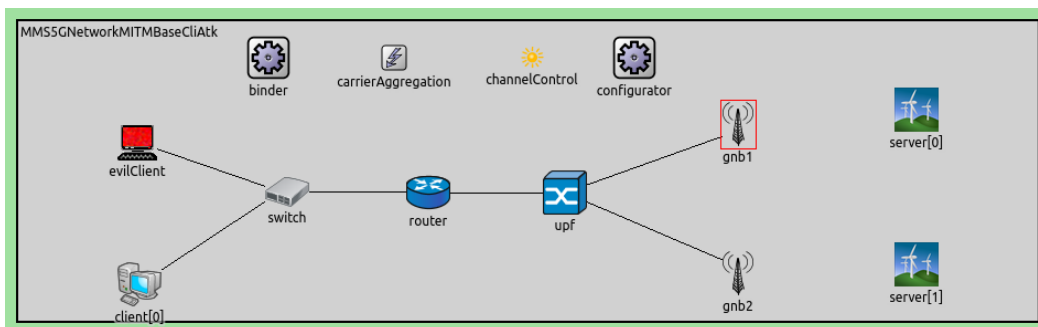 MMS5GNetworkMITMBaseCliAtk
binder
carrierAggregation
channelControl
configurator
gnb1
server[0]
evilClient
switch
router
upf
client[0]
gnb2
server[1]